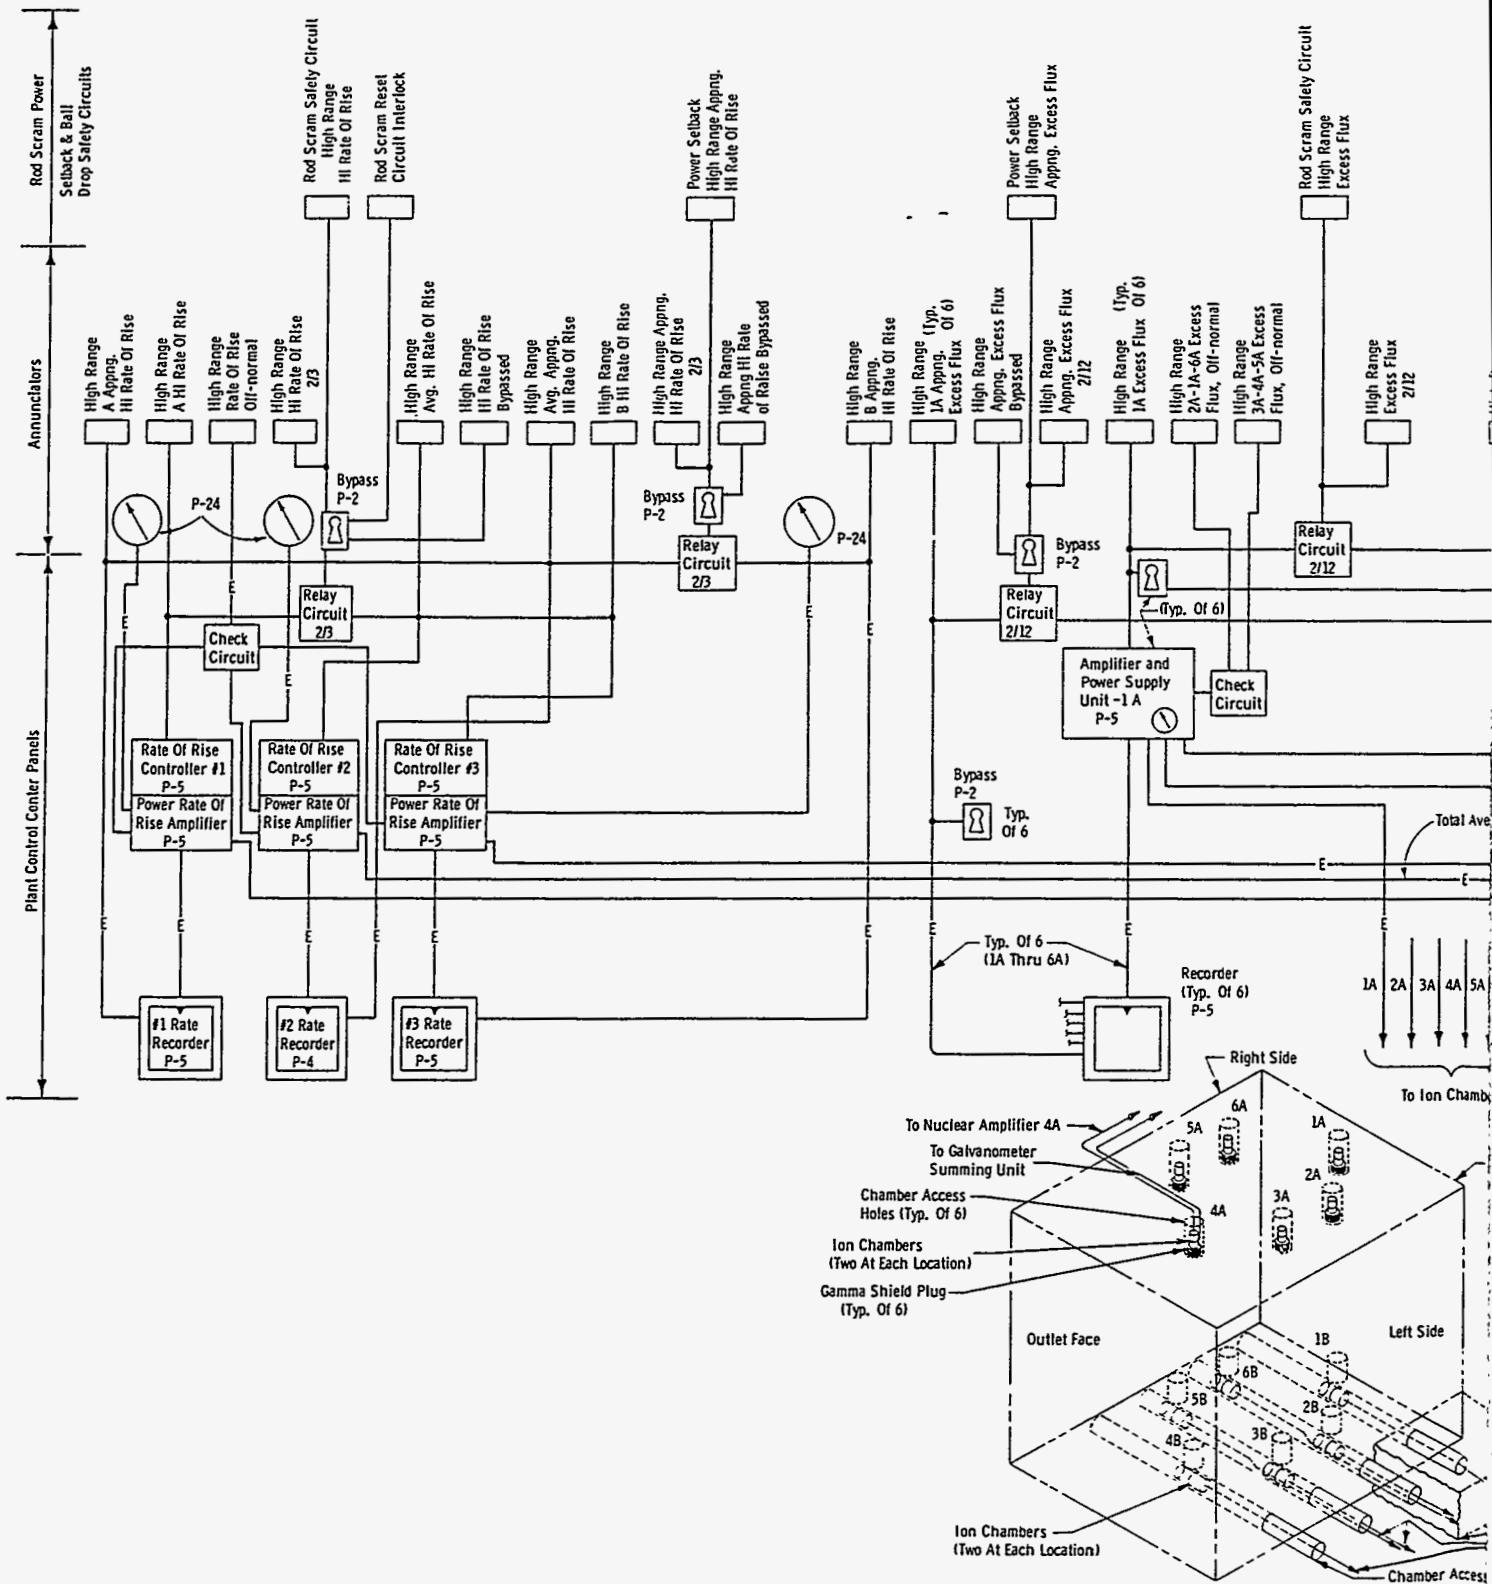 Rod Scram Power
Setback & Ball
Drop Safely Circuits
Annunciators
Plant Control Center Panels
Rod Scram Safely Circuit
High Range
HI Rate Of Rise
Rod Scram Reset
Circuit Interlock
Power Setback
High Range Appng.
HI Rate Of Rise
Power Setback
High Range
Appng. Excess Flux
Rod Scram Safely Circuit
High Range
Excess Flux
High Range
A Appng.
HI Rate Of Rise
High Range
A HI Rate Of Rise
High Range
Rate Of Rise
Off-normal
High Range
HI Rate Of Rise
2/3
High Range
Avg. HI Rate Of Rise
High Range
HI Rate Of Rise
Bypassed
High Range
Avg. Appng.
HI Rate Of Rise
High Range
B HI Rate Of Rise
High Range Appng.
HI Rate Of Rise
2/3
High Range
Appng HI Rate
of Raise Bypassed
High Range
B Appng.
HI Rate Of Rise
High Range (Typ.
1A Appng. Of 6)
Excess Flux
High Range
Appng. Excess Flux
Bypassed
High Range
Appng. Excess Flux
2/12
High Range (Typ.
1A Excess Flux Of 6)
High Range
2A-1A-6A Excess
Flux, Off-normal
High Range
3A-4A-5A Excess
Flux, Off-normal
High Range
Excess Flux
2/12
P-24
Bypass
P-2
Bypass
P-2
P-24
Relay
Circuit
2/3
Bypass
P-2
Relay
Circuit
2/12
Relay
Circuit
2/3
Relay
Circuit
2/12
(Typ. Of 6)
Check
Circuit
E
E
E
E
E
Amplifier and
Power Supply
Unit -1 A
P-5
Check
Circuit
Rate Of Rise
Controller #1
P-5
Power Rate Of
Rise Amplifier
P-5
Rate Of Rise
Controller #2
P-5
Power Rate Of
Rise Amplifier
P-5
Rate Of Rise
Controller #3
P-5
Power Rate Of
Rise Amplifier
P-5
Bypass
P-2
Typ.
Of 6
Total Ave
E
E
E
E
E
E
E
E
E
E
E
Typ. Of 6
(1A Thru 6A)
#1 Rate
Recorder
P-5
#2 Rate
Recorder
P-4
#3 Rate
Recorder
P-5
Recorder
(Typ. Of 6)
P-5
1A 2A 3A 4A 5A
To Ion Chamb
Right Side
To Nuclear Amplifier 4A
To Galvanometer
Summing Unit
Chamber Access
Holes (Typ. Of 6)
Ion Chambers
(Two At Each Location)
Gamma Shield Plug
(Typ. Of 6)
6A
5A
1A
2A
3A
4A
Outlet Face
Left Side
1B
6B
5B
2B
3B
4B
Ion Chambers
(Two At Each Location)
Chamber Access